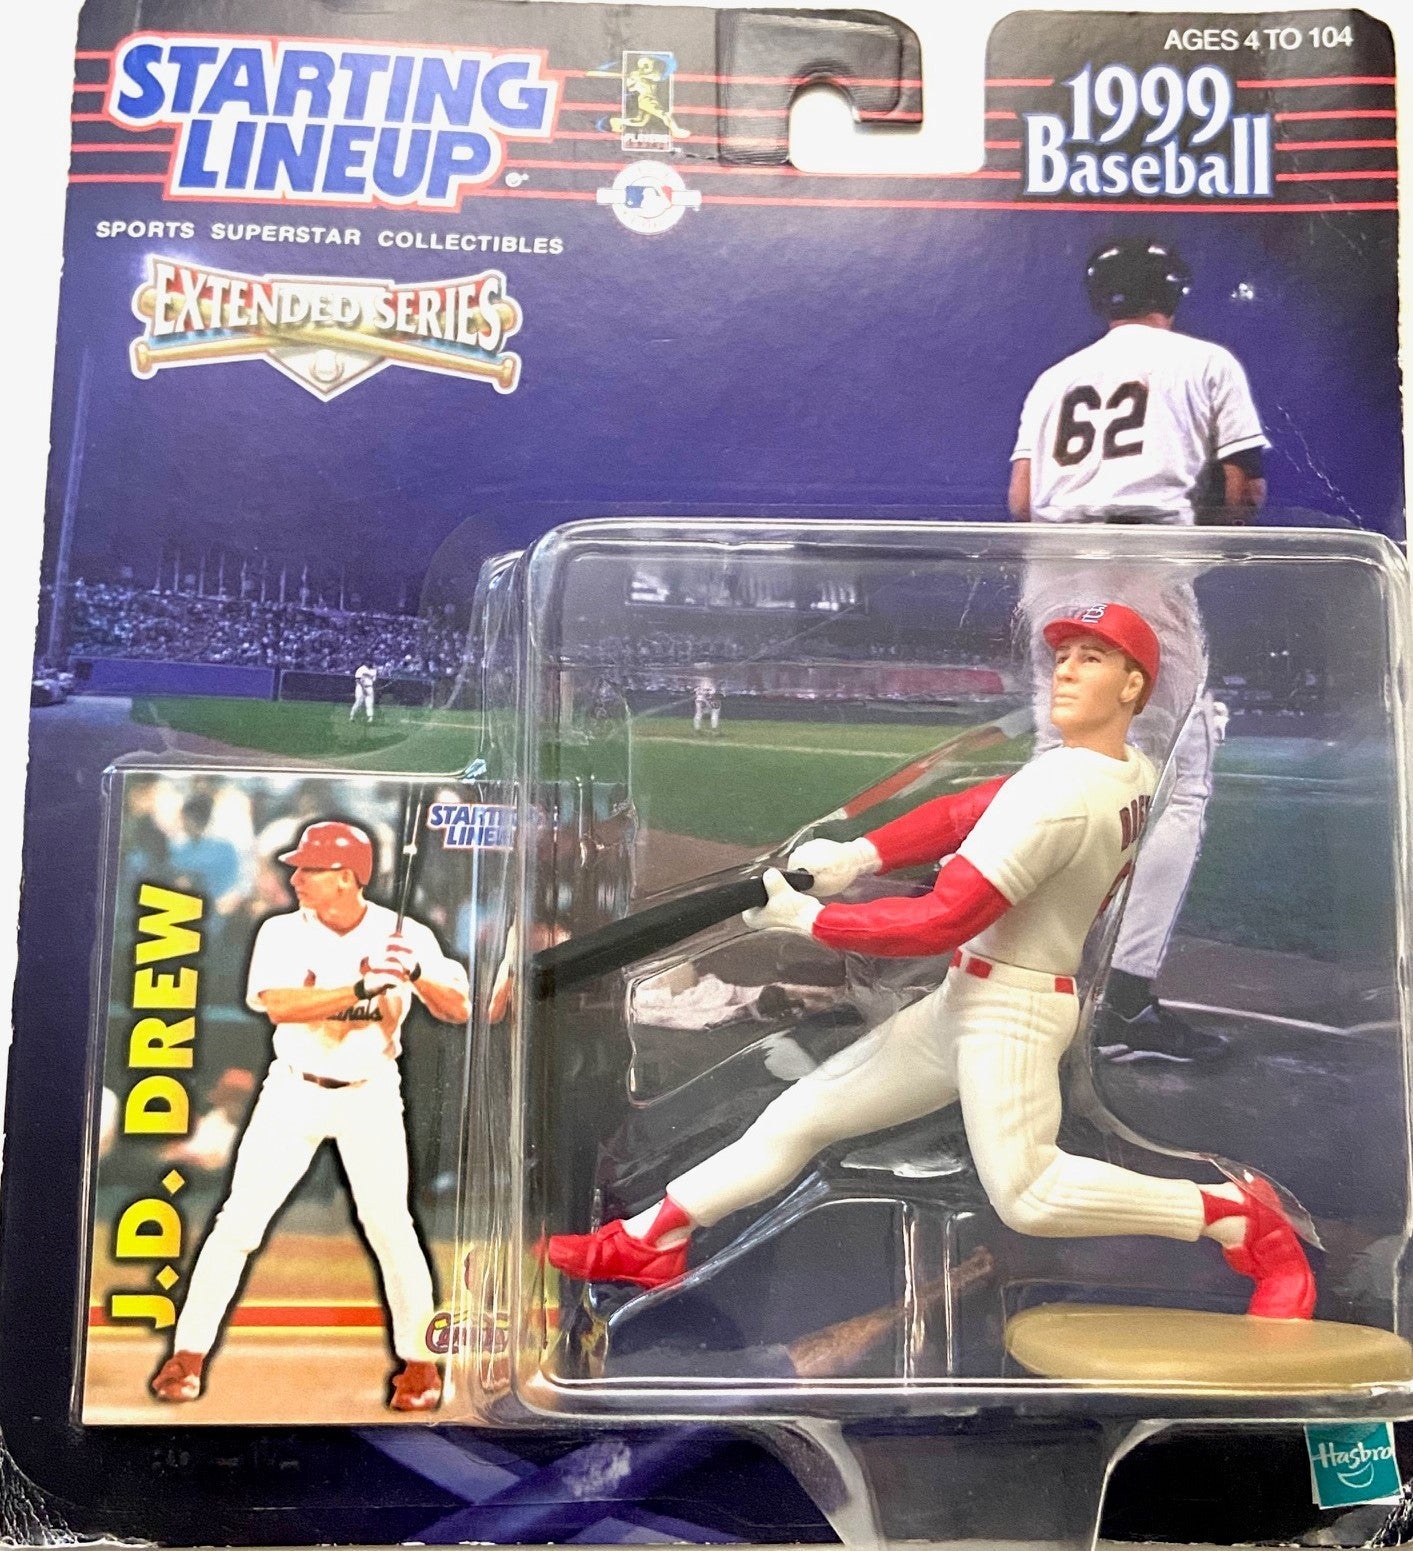 STARTING
LINEUP
SPORTS SUPERSTAR COLLECTIBLES
EXTENDED SERIES
AGES 4 TO 104
1999
Baseball
62
J.D. DREW
Hasbro